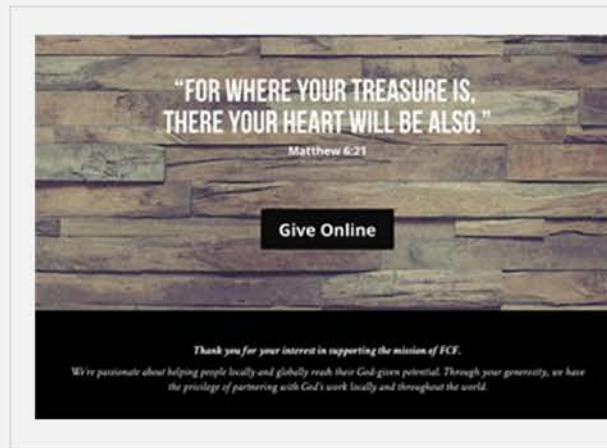 “FOR WHERE YOUR TREASURE IS,
THERE YOUR HEART WILL BE ALSO.”
Matthew 6:21
Give Online
Thank you for your interest in supporting the mission of FCF.
We're passionate about helping people locally and globally reach their God-given potential. Through your generosity, we have
the privilege of partnering with God's work locally and throughout the world.